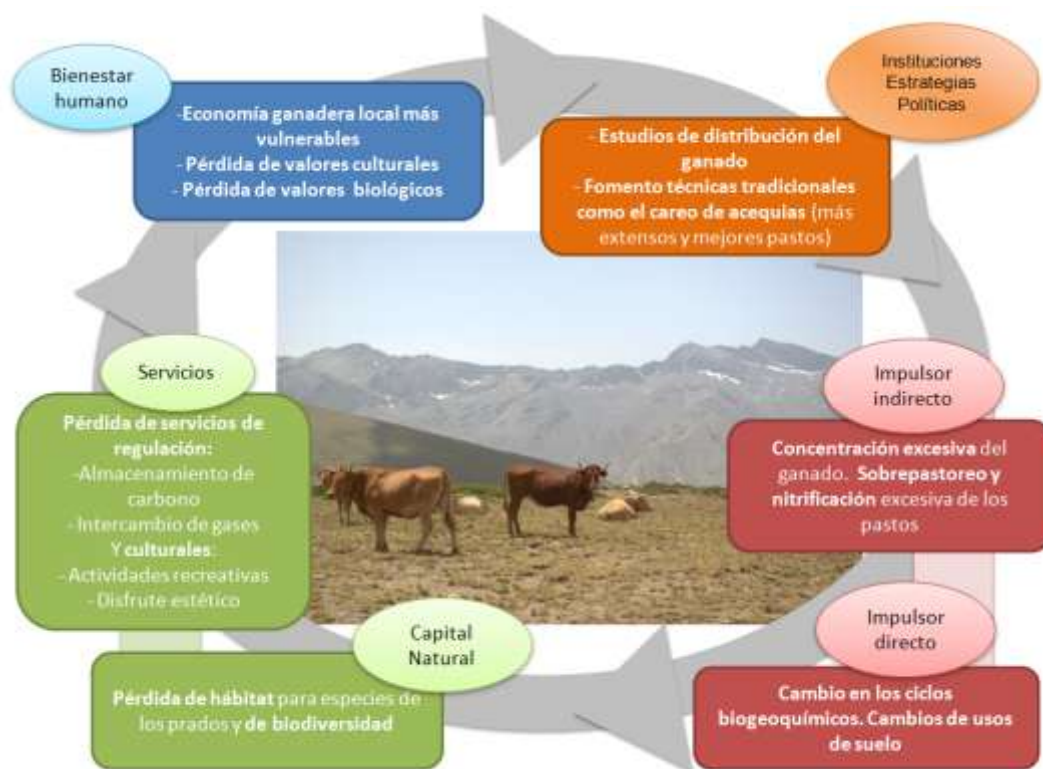 Bienestar
humano
-Economía ganadera local más
vulnerables
- Pérdida de valores culturales
- Pérdida de valores biológicos
Instituciones
Estrategias
Políticas
- Estudios de distribución del
ganado
- Fomento técnicas tradicionales
como el careo de acequias (más
extensos y mejores pastos)
Impulsor
indirecto
Concentración excesiva del
ganado. Sobrepastoreo y
nitrificación excesiva de los
pastos
Impulsor
directo
Cambio en los ciclos
biogeoquímicos. Cambios de usos
de suelo
Capital
Natural
Pérdida de hábitat para especies de
los prados y de biodiversidad
Servicios
Pérdida de servicios de
regulación:
-Almacenamiento de
carbono
- Intercambio de gases
Y culturales:
- Actividades recreativas
- Disfrute estético